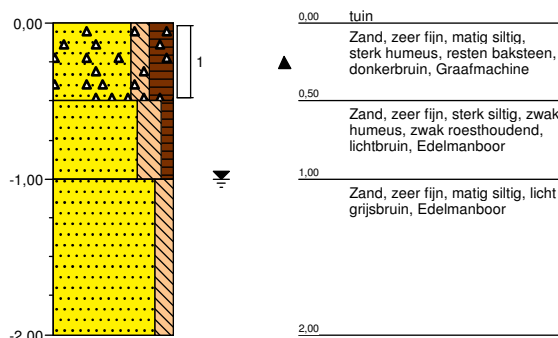 0,00
-1,00
-2,00
1
0,00
tuin
Zand, zeer fijn, matig siltig,
sterk humeus, resten baksteen,
donkerbruin, Graafmachine
0,50
Zand, zeer fijn, sterk siltig, zwak
humeus, zwak roesthoudend,
lichtbruin, Edelmanboor
1,00
Zand, zeer fijn, matig siltig, licht
grijsbruin, Edelmanboor
2,00